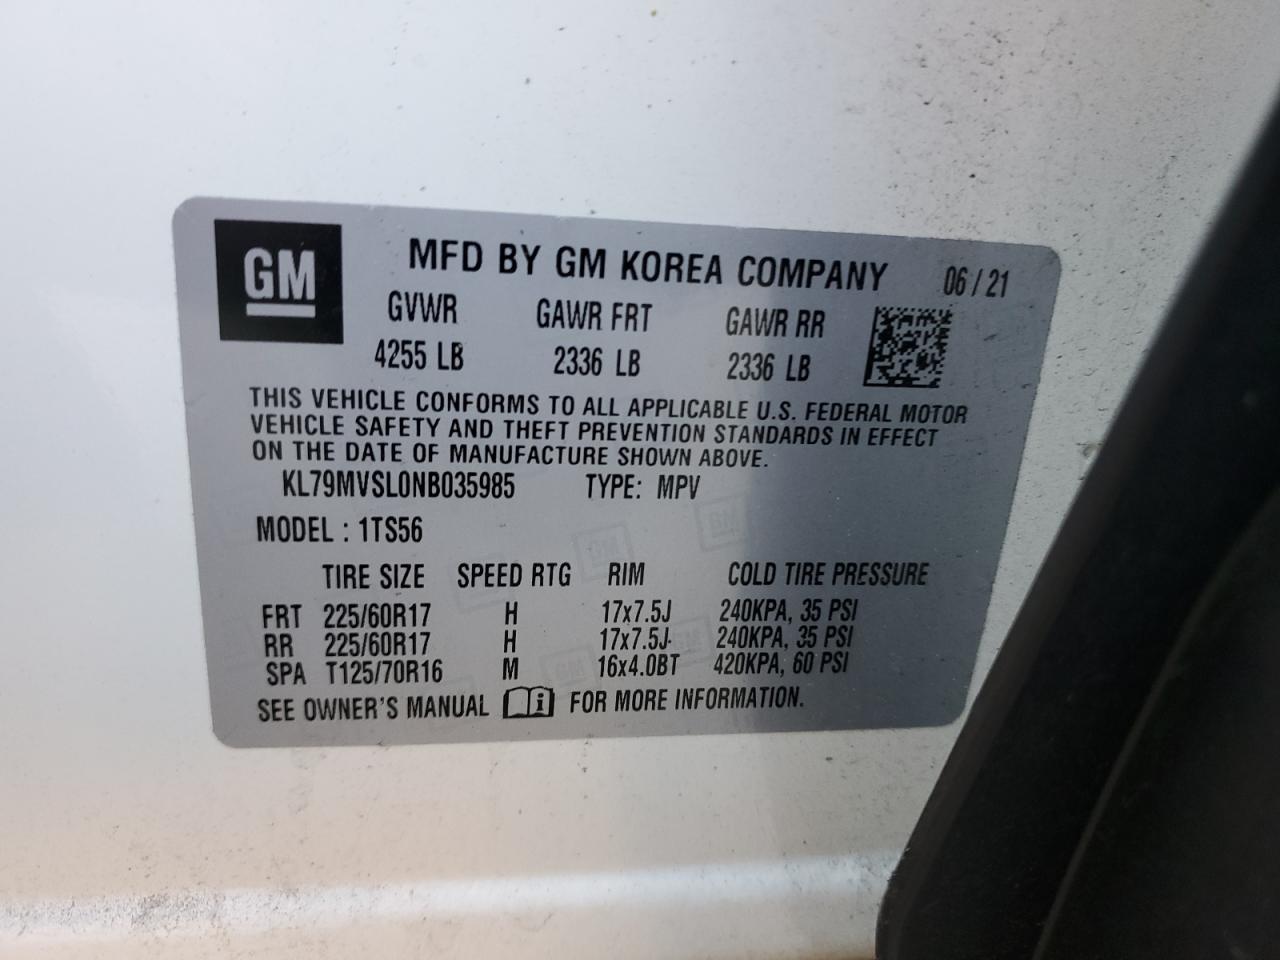 GM MFD BY GM KOREA COMPANY 06 / 21
GVWR GAWR FRT GAWR RR
4255 LB 2336 LB 2336 LB
THIS VEHICLE CONFORMS TO ALL APPLICABLE U.S. FEDERAL MOTOR
VEHICLE SAFETY AND THEFT PREVENTION STANDARDS IN EFFECT
ON THE DATE OF MANUFACTURE SHOWN ABOVE.
KL79MVSL0NB035985 TYPE: MPV
MODEL : 1TS56
TIRE SIZE SPEED RTG RIM COLD TIRE PRESSURE
FRT 225/60R17 H 17x7.5J 240KPA, 35 PSI
RR 225/60R17 H 17x7.5J 240KPA, 35 PSI
SPA T125/70R16 M 16x4.0BT 420KPA, 60 PSI
SEE OWNER'S MANUAL i FOR MORE INFORMATION.